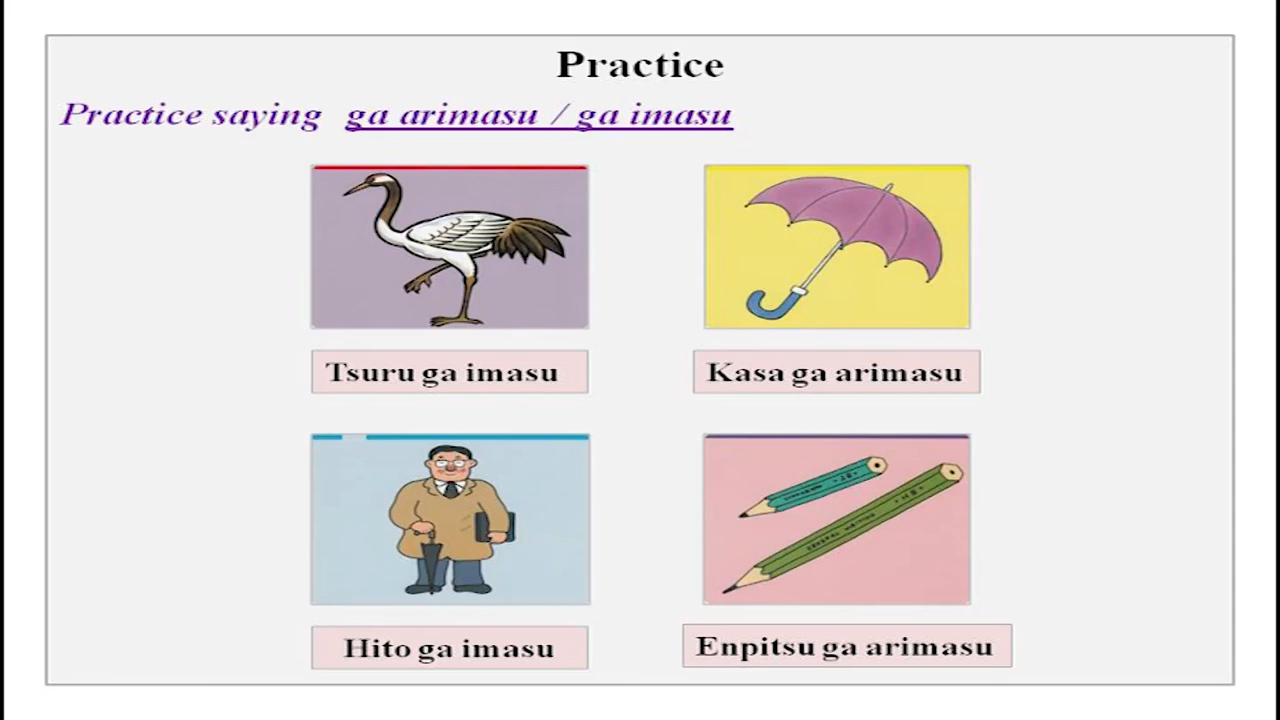 Practice
Practice saying ga arimasu / ga imasu
Tsuru ga imasu
Kasa ga arimasu
Hito ga imasu
Enpitsu ga arimasu